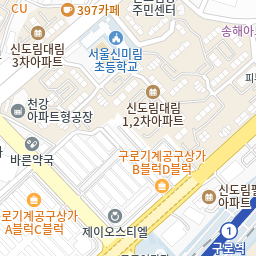 CU
397카페
주민센터
송해아
신도림대림
3차아파트
서울신미림
초등학교
피
신도림대림
1,2차아파트
천강
아파트형공장
바른약국
구로기계공구상가
B블럭D블럭
신도림팰
아파트
구로기계공구상가
A블럭C블럭
제이오스티엘
1
구로역